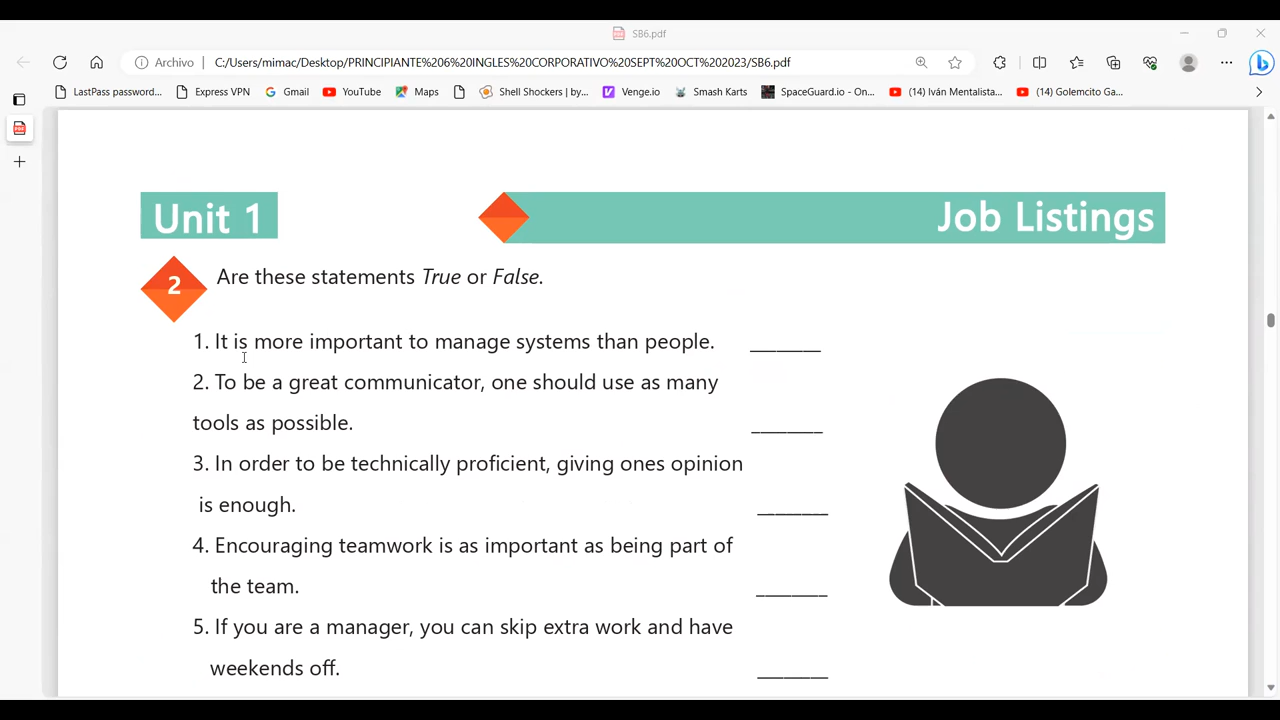 SB6.pdf
Archivo
C:/Users/mimac/Desktop/PRINCIPIANTE%206%20INGLES%20CORPORATIVO%20SEPT%20OCT%202023/SB6.pdf
LastPass password... Express VPN Gmail YouTube Maps Shell Shockers | by... Venge.io Smash Karts SpaceGuard.io - On... (14) Iván Mentalista... (14) Golemcito Ga...
Unit 1
Job Listings
2 Are these statements True or False.
1. It is more important to manage systems than people. _______
2. To be a great communicator, one should use as many
tools as possible. _______
3. In order to be technically proficient, giving ones opinion
is enough. _______
4. Encouraging teamwork is as important as being part of
the team. _______
5. If you are a manager, you can skip extra work and have
weekends off. _______